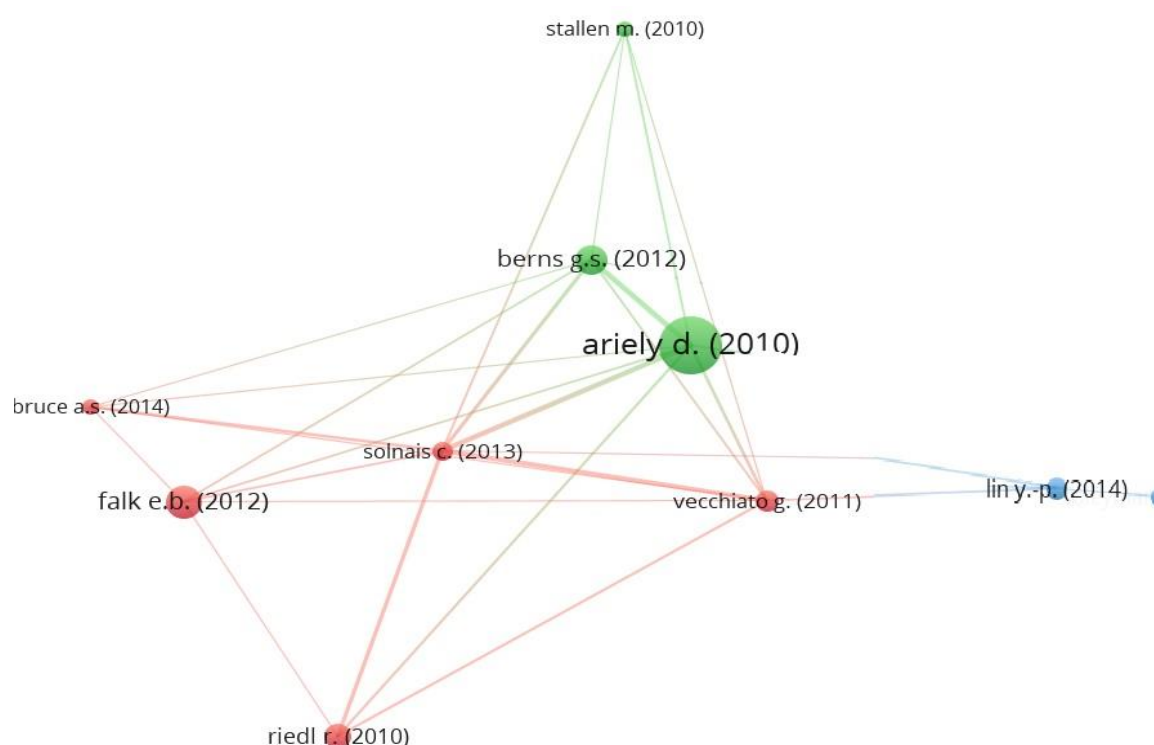 stallen m. (2010)
berns g.s. (2012)
ariely d. (2010)
bruce a.s. (2014)
solnais c. (2013)
lin y.-p. (2014)
falk e.b. (2012)
vecchiato g. (2011)
riedl r. (2010)